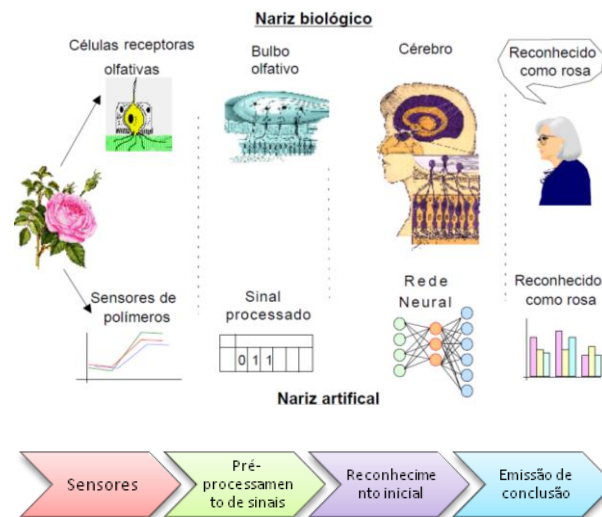 Nariz biológico
Células receptoras
olfativas
Bulbo
olfativo
Cérebro
Reconhecido
como rosa
Sensores de
polímeros
Sinal
processado
0 1 1
Rede
Neural
Reconhecido
como rosa
Nariz artifical
Sensores
Pré-
processamen
to de sinais
Reconhecime
nto inicial
Emissão de
conclusão